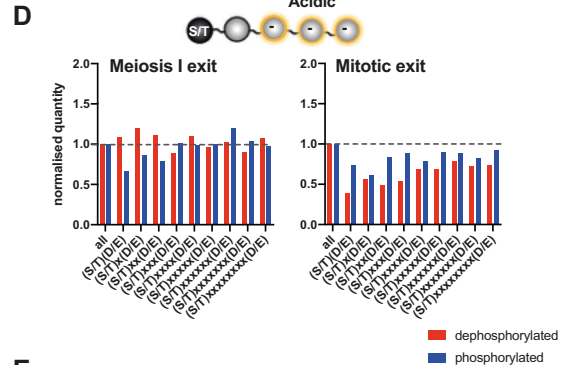 D
Acidic
S/T
-
-
-
Meiosis I exit
Mitotic exit
normalised quantity
2.0
1.5
1.0
0.5
0.0
all
(S/T)(D/E)
(S/T)x(D/E)
(S/T)xx(D/E)
(S/T)xxx(D/E)
(S/T)xxxx(D/E)
(S/T)xxxxx(D/E)
(S/T)xxxxxx(D/E)
(S/T)xxxxxxx(D/E)
(S/T)xxxxxxxx(D/E)
2.0
1.5
1.0
0.5
0.0
all
(S/T)(D/E)
(S/T)x(D/E)
(S/T)xx(D/E)
(S/T)xxx(D/E)
(S/T)xxxx(D/E)
(S/T)xxxxx(D/E)
(S/T)xxxxxx(D/E)
(S/T)xxxxxxx(D/E)
(S/T)xxxxxxxx(D/E)
dephosphorylated
phosphorylated